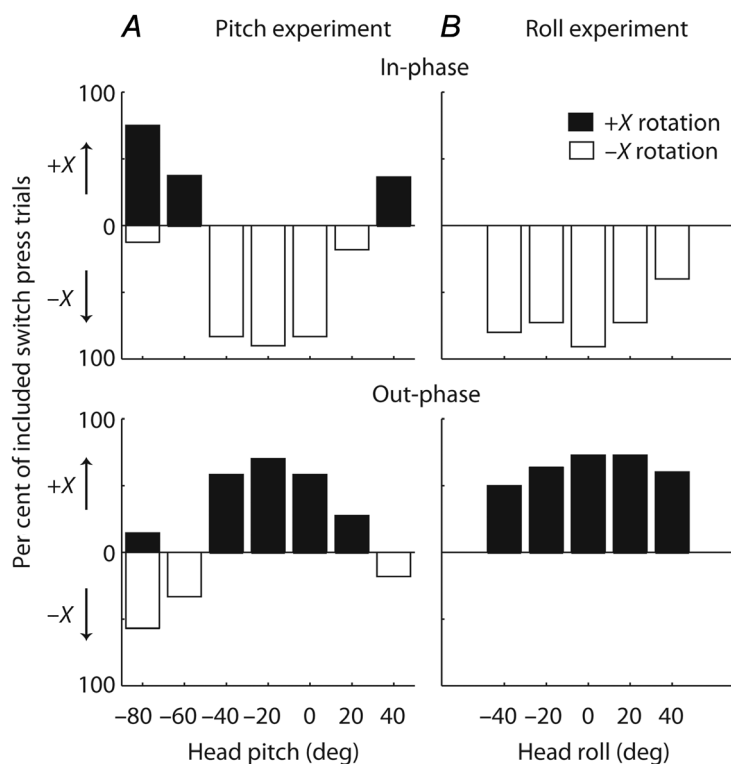 A Pitch experiment
B Roll experiment
In-phase
Per cent of included switch press trials
100
+X
0
–X
100
+X rotation
–X rotation
Out-phase
100
+X
0
–X
100
–80 –60 –40 –20 0 20 40
Head pitch (deg)
–40 –20 0 20 40
Head roll (deg)